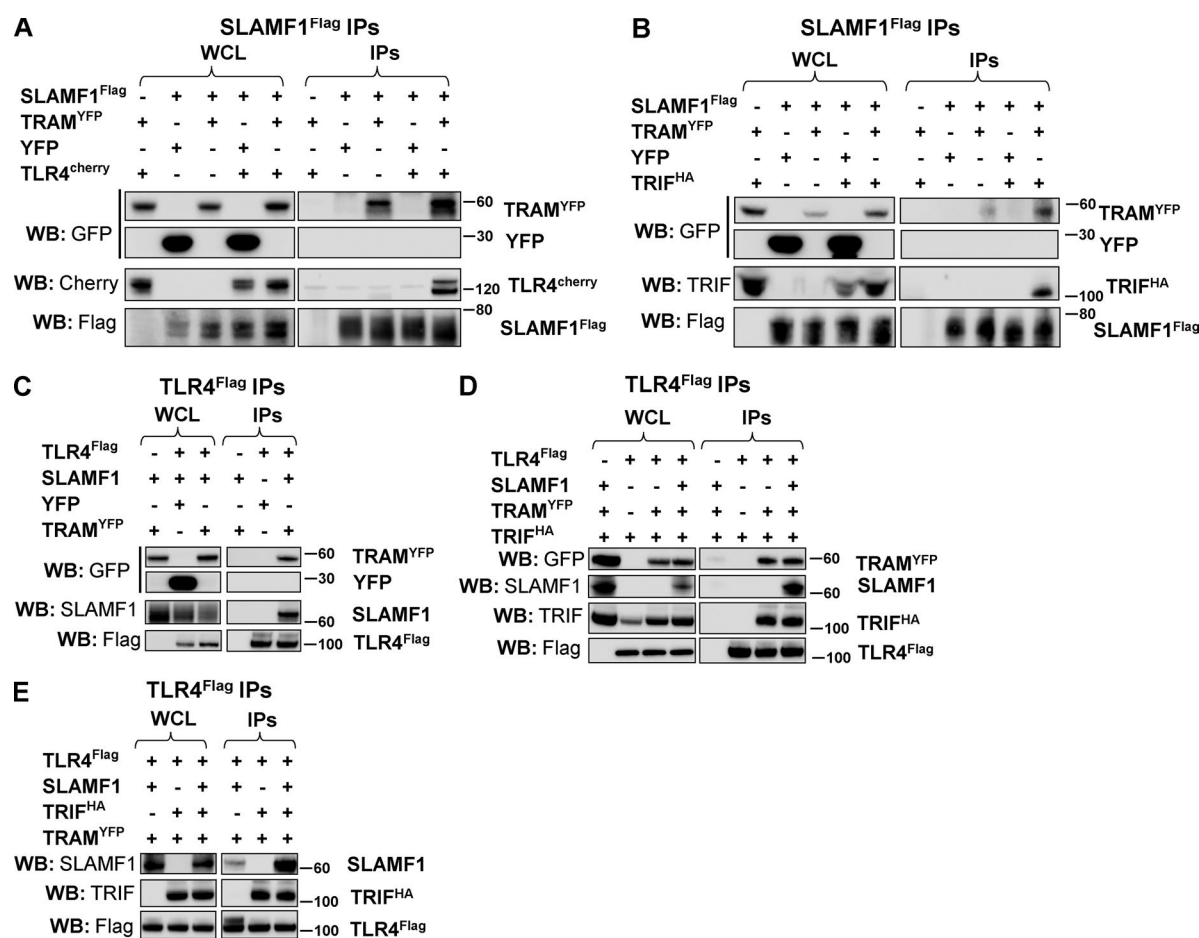 A
SLAMF1Flag IPs
WCL IPs
SLAMF1Flag - + + + + - + + + +
TRAMYFP + - + - + + - + - +
YFP - + - + - - + - + -
TLR4cherry + - - + + + - - + +
WB: GFP
60 TRAMYFP
30 YFP
WB: Cherry 120 TLR4cherry
WB: Flag 80 SLAMF1Flag
B
SLAMF1Flag IPs
WCL IPs
SLAMF1Flag - + + + + - + + + +
TRAMYFP + - + - + + - + - +
YFP - + - + - - + - + -
TRIFHA + - - + + + - - + +
WB: GFP
60 TRAMYFP
30 YFP
WB: TRIF 100 TRIFHA
WB: Flag 80 SLAMF1Flag
C
TLR4Flag IPs
WCL IPs
TLR4Flag - + + - + +
SLAMF1 + + + + - +
YFP - + - - + -
TRAMYFP + - + + - +
WB: GFP
60 TRAMYFP
30 YFP
WB: SLAMF1 60 SLAMF1
WB: Flag 100 TLR4Flag
D
TLR4Flag IPs
WCL IPs
TLR4Flag - + + + - + + +
SLAMF1 + - - + + - - +
TRAMYFP + - + + + - + +
TRIFHA + + + + + + + +
WB: GFP 60 TRAMYFP
WB: SLAMF1 60 SLAMF1
WB: TRIF 100 TRIFHA
WB: Flag 100 TLR4Flag
E
TLR4Flag IPs
WCL IPs
TLR4Flag + + + + + +
SLAMF1 + - + + - +
TRIFHA - + + - + +
TRAMYFP + + + + + +
WB: SLAMF1 60 SLAMF1
WB: TRIF 100 TRIFHA
WB: Flag 100 TLR4Flag